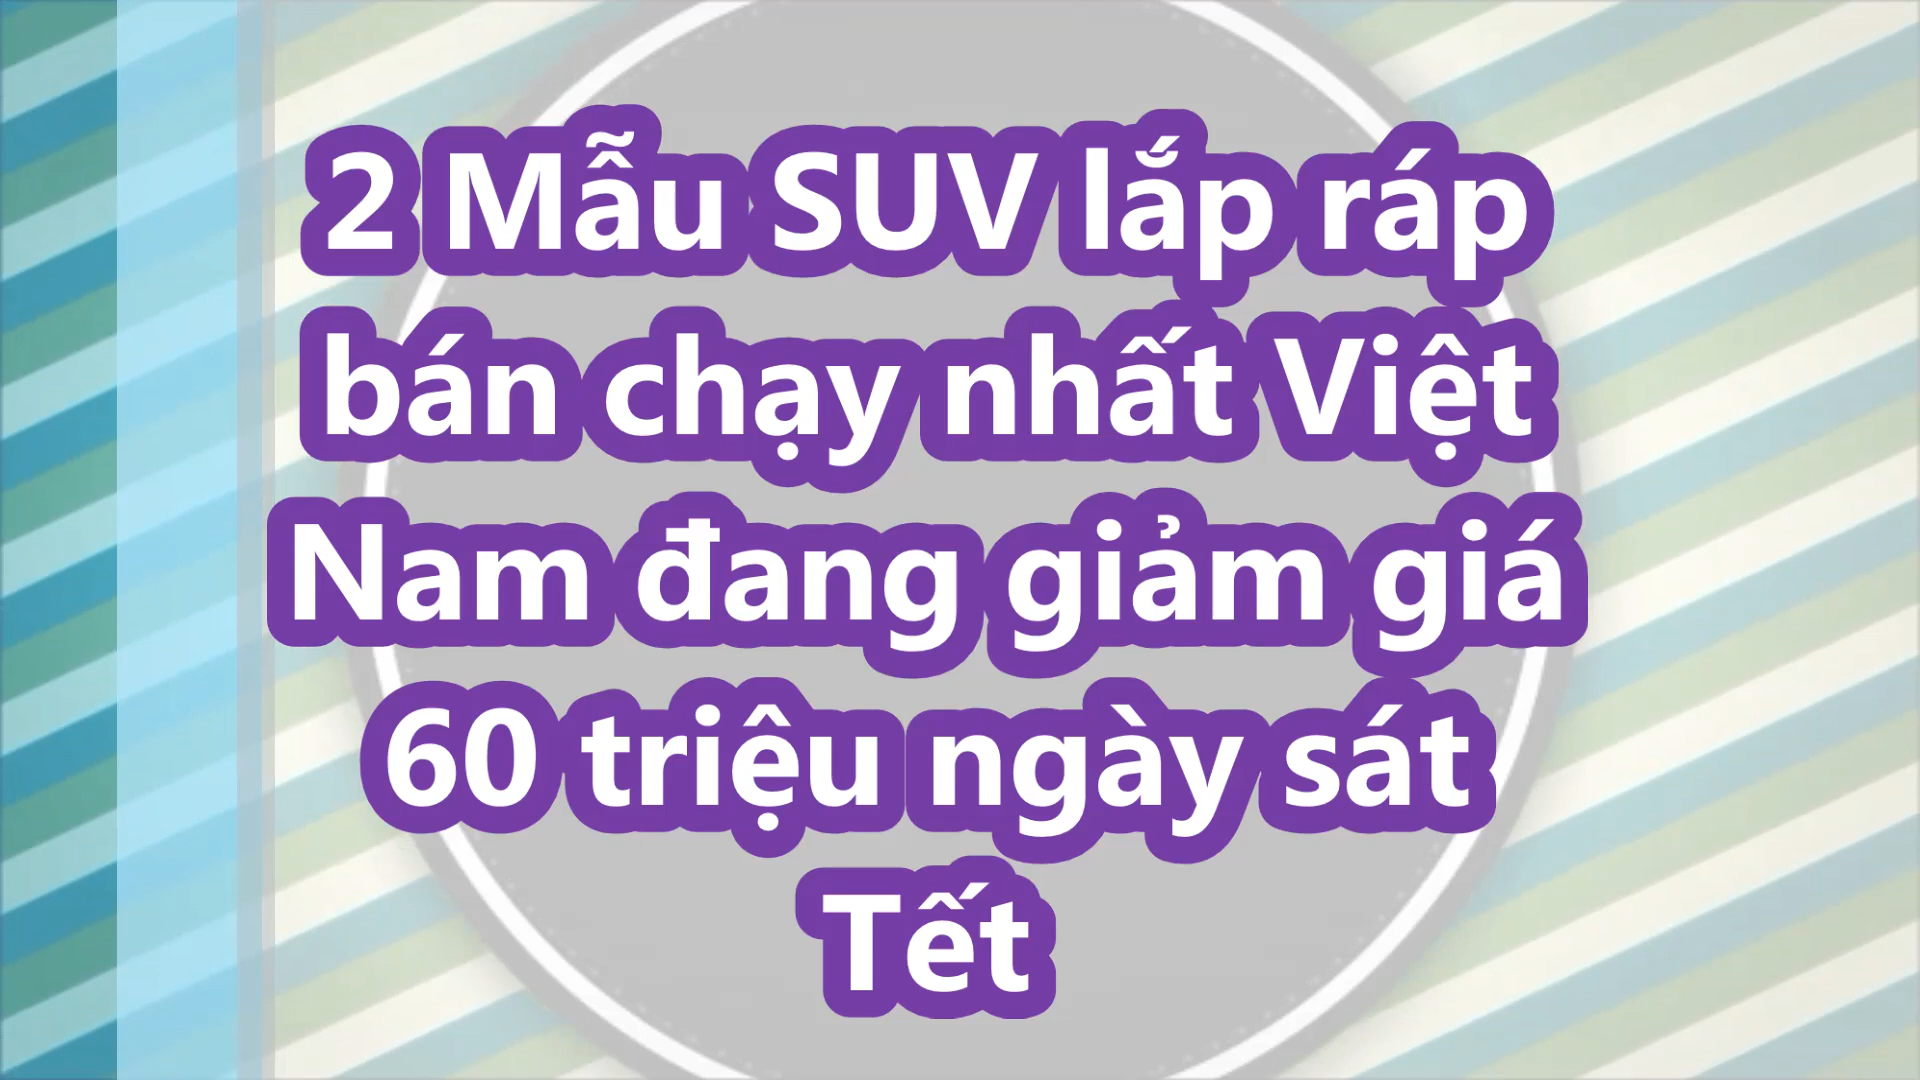 2 Mẫu SUV lắp ráp
bán chạy nhất Việt
Nam đang giảm giá
60 triệu ngày sát
Tết